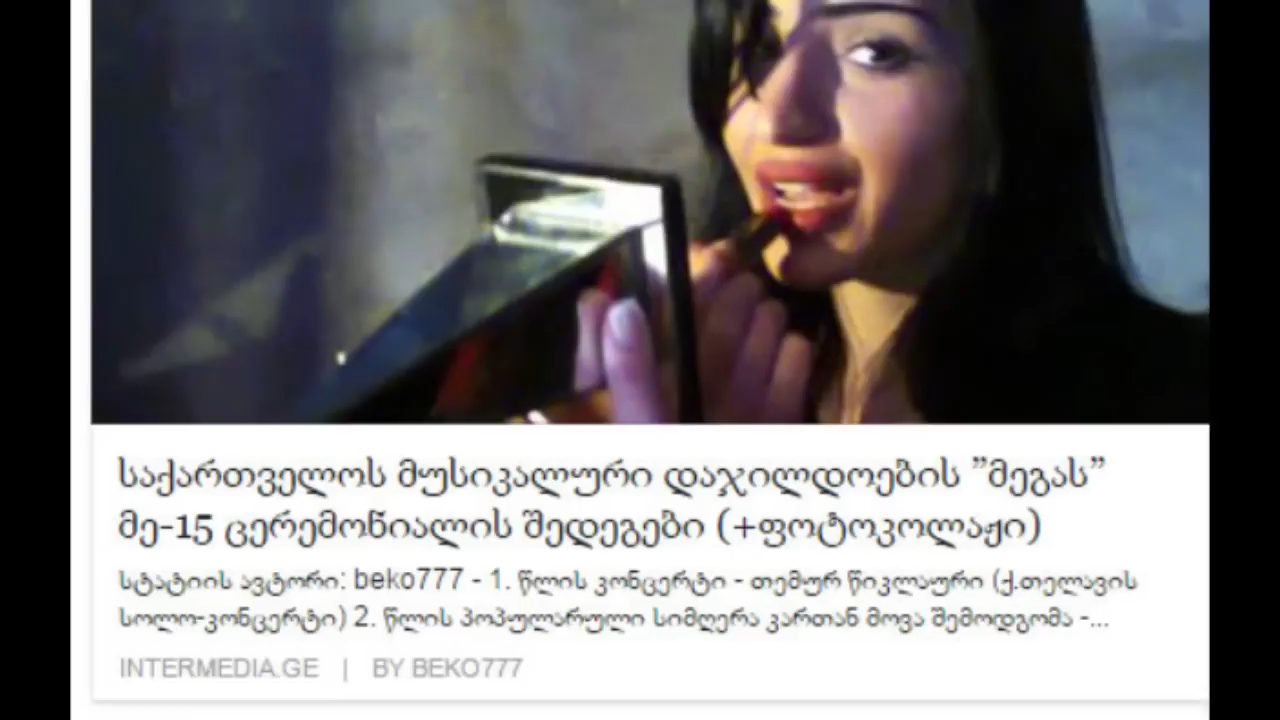 საქართველოს მუსიკალური დაჯილდოების ”მეგას”
მე-15 ცერემონიალის შედეგები (+ფოტოკოლაჟი)
სტატიის ავტორი: beko777 - 1. წლის კონცერტი - თემურ წიკლაური (ქ.თელავის
სოლო-კონცერტი) 2. წლის პოპულარული სიმღერა კართან მოვა შემოდგომა -...
INTERMEDIA.GE | BY BEKO777